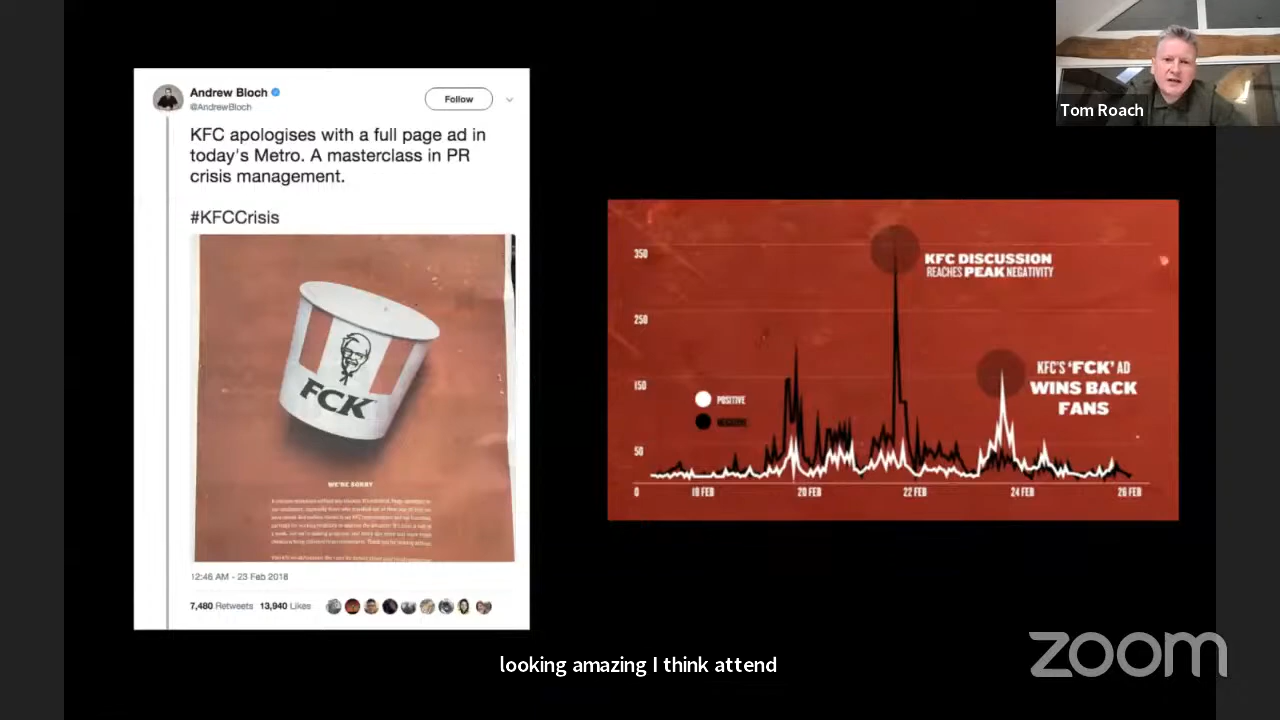 Andrew Bloch
@AndrewBloch
Follow
KFC apologises with a full page ad in
today's Metro. A masterclass in PR
crisis management.
#KFCCrisis
FCK
WE'RE SORRY
12:46 AM - 23 Feb 2018
7,480 Retweets 13,940 Likes
350
250
150
50
0
KFC DISCUSSION
REACHES PEAK NEGATIVITY
KFC'S 'FCK' AD
WINS BACK
FANS
POSITIVE
NEGATIVE
18 FEB
20 FEB
22 FEB
24 FEB
26 FEB
Tom Roach
looking amazing I think attend
zoom